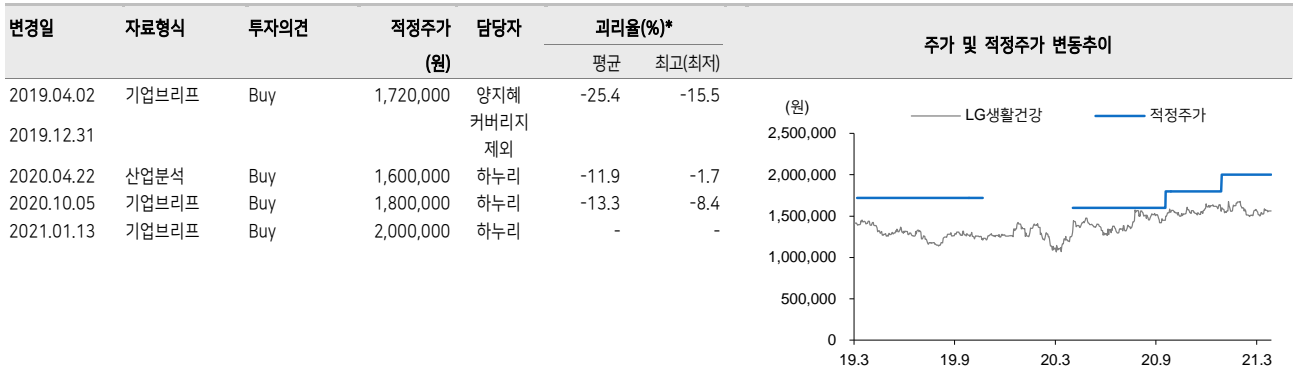 변경일 자료형식 투자의견 적정주가 담당자 괴리율(%)* 주가 및 적정주가 변동추이
(원) 평균 최고(최저)
2019.04.02 기업브리프 Buy 1,720,000 양지혜 -25.4 -15.5
2019.12.31 커버리지
제외
2020.04.22 산업분석 Buy 1,600,000 하누리 -11.9 -1.7
2020.10.05 기업브리프 Buy 1,800,000 하누리 -13.3 -8.4
2021.01.13 기업브리프 Buy 2,000,000 하누리 - -
(원) LG생활건강 적정주가
2,500,000
2,000,000
1,500,000
1,000,000
500,000
0
19.3 19.9 20.3 20.9 21.3